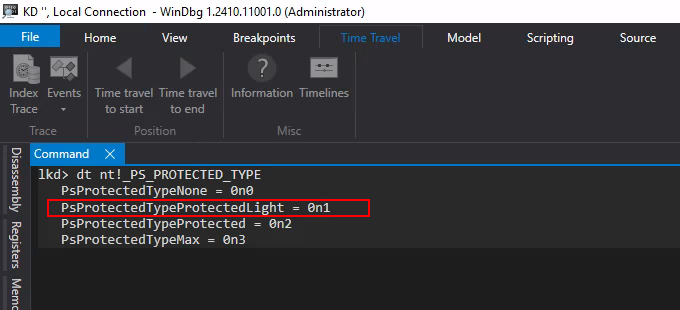 KD '', Local Connection - WinDbg 1.2410.11001.0 (Administrator)
File Home View Breakpoints Time Travel Model Scripting Source
Index Trace
Events
Time travel to start
Time travel to end
Information
Timelines
Trace Position Misc
Command X
Disassembly
Registers
Memo
lkd> dt nt!_PS_PROTECTED_TYPE
PsProtectedTypeNone = 0n0
PsProtectedTypeProtectedLight = 0n1
PsProtectedTypeProtected = 0n2
PsProtectedTypeMax = 0n3